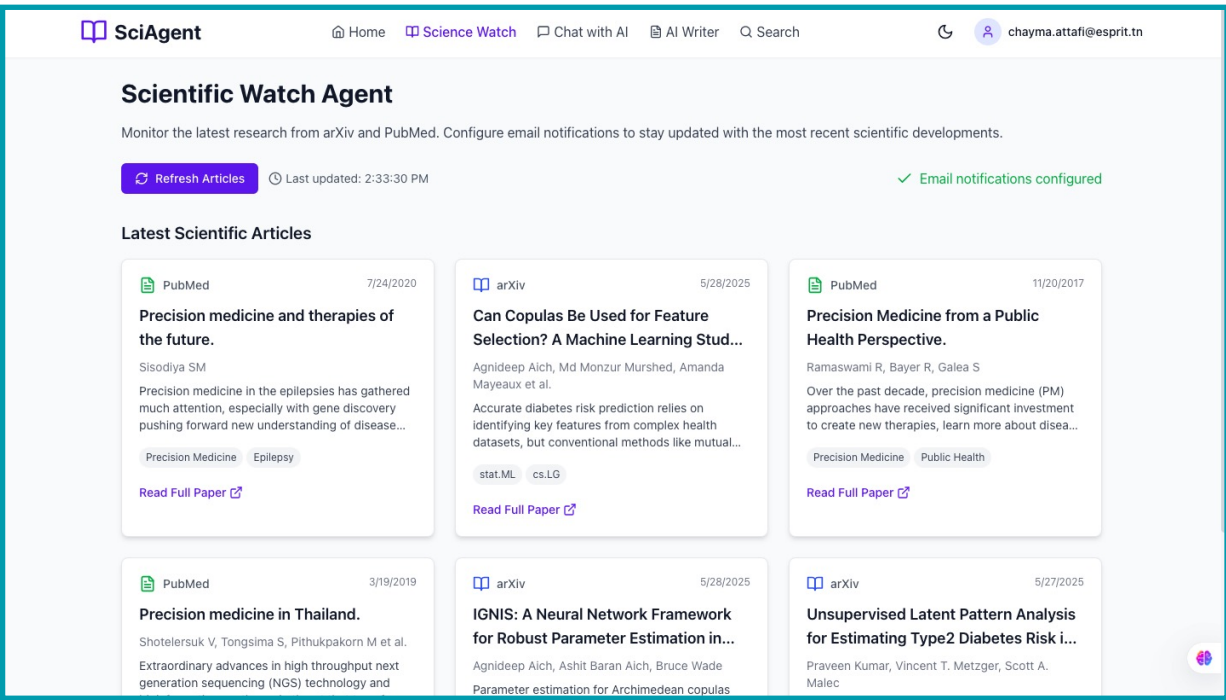 SciAgent
Home
Science Watch
Chat with AI
AI Writer
Search
chayma.attafi@esprit.tn
Scientific Watch Agent
Monitor the latest research from arXiv and PubMed. Configure email notifications to stay updated with the most recent scientific developments.
Refresh Articles
Last updated: 2:33:30 PM
Email notifications configured
Latest Scientific Articles
PubMed
7/24/2020
Precision medicine and therapies of
the future.
Sisodiya SM
Precision medicine in the epilepsies has gathered
much attention, especially with gene discovery
pushing forward new understanding of disease...
Precision Medicine
Epilepsy
Read Full Paper
arXiv
5/28/2025
Can Copulas Be Used for Feature
Selection? A Machine Learning Stud...
Agnideep Aich, Md Monzur Murshed, Amanda
Mayeaux et al.
Accurate diabetes risk prediction relies on
identifying key features from complex health
datasets, but conventional methods like mutual...
stat.ML
cs.LG
Read Full Paper
PubMed
11/20/2017
Precision Medicine from a Public
Health Perspective.
Ramaswami R, Bayer R, Galea S
Over the past decade, precision medicine (PM)
approaches have received significant investment
to create new therapies, learn more about disea...
Precision Medicine
Public Health
Read Full Paper
PubMed
3/19/2019
Precision medicine in Thailand.
Shotelersuk V, Tongsima S, Pithukpakorn M et al.
Extraordinary advances in high throughput next
generation sequencing (NGS) technology and
arXiv
5/28/2025
IGNIS: A Neural Network Framework
for Robust Parameter Estimation in...
Agnideep Aich, Ashit Baran Aich, Bruce Wade
Parameter estimation for Archimedean copulas
arXiv
5/27/2025
Unsupervised Latent Pattern Analysis
for Estimating Type2 Diabetes Risk i...
Praveen Kumar, Vincent T. Metzger, Scott A.
Malec